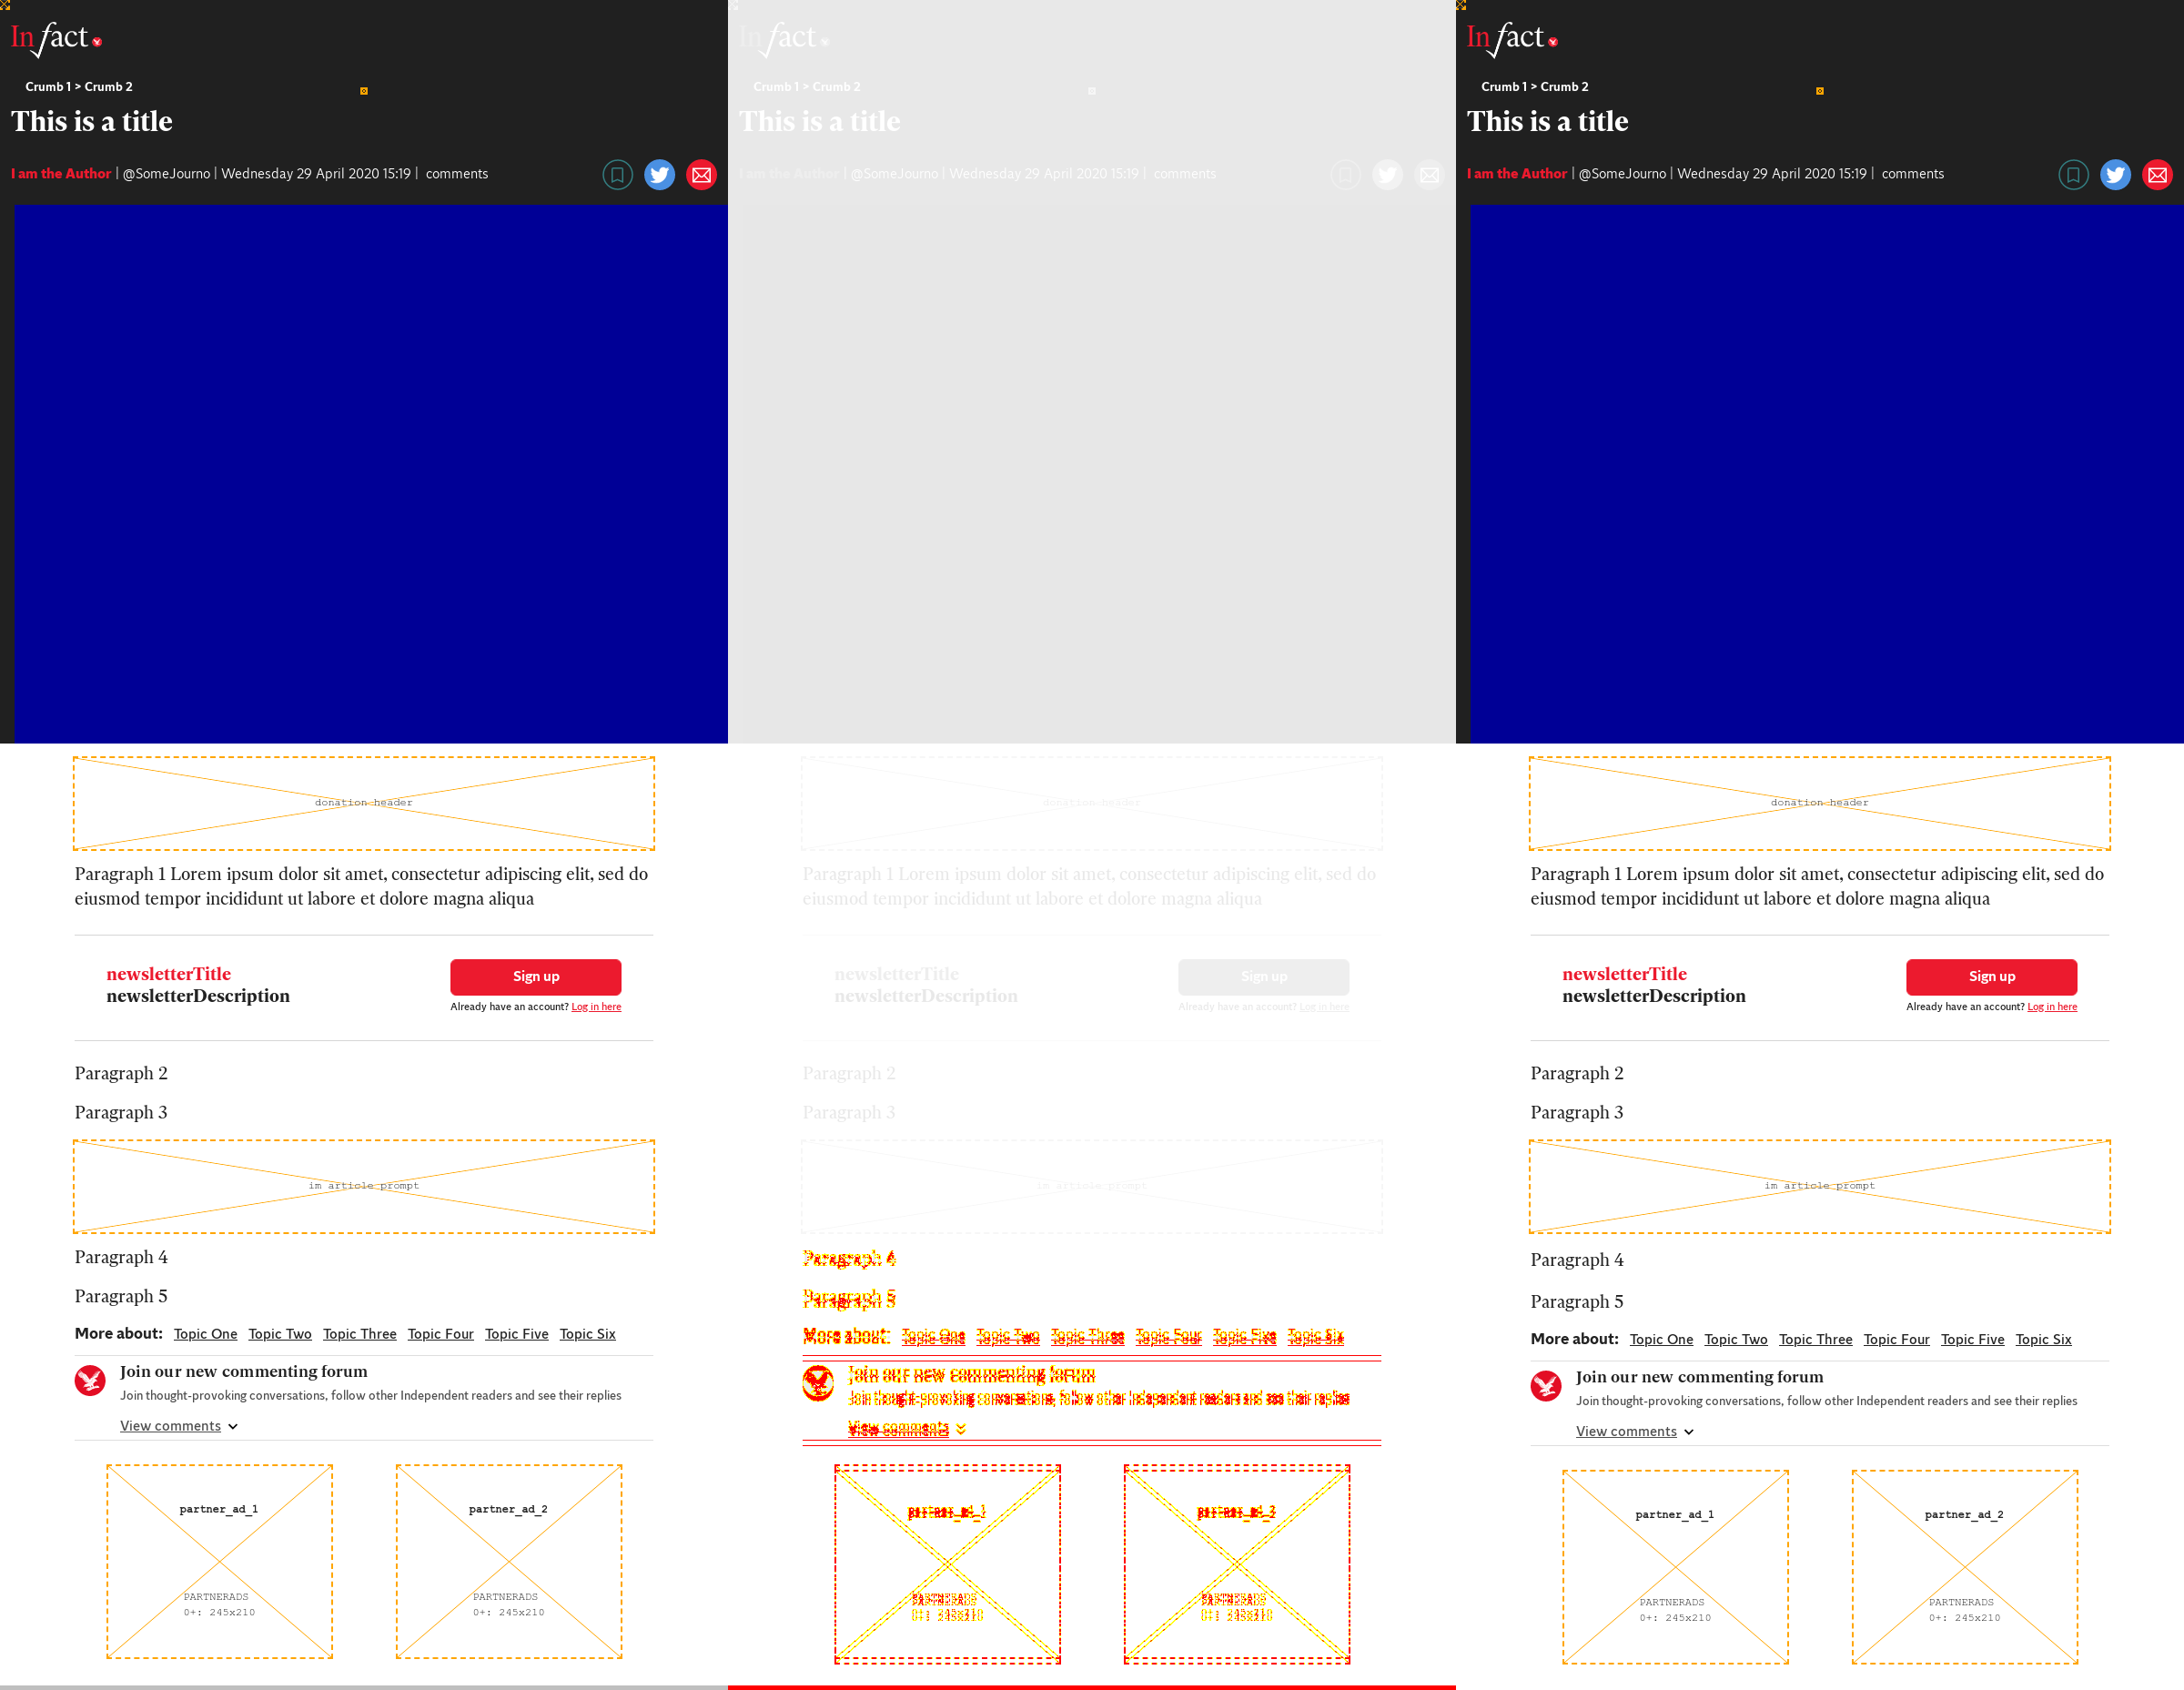 In fact
Crumb 1 > Crumb 2
This is a title
I am the Author | @SomeJourno | Wednesday 29 April 2020 15:19 | comments
donation header
Paragraph 1 Lorem ipsum dolor sit amet, consectetur adipiscing elit, sed do
eiusmod tempor incididunt ut labore et dolore magna aliqua
newsletterTitle
newsletterDescription
Sign up
Already have an account? Log in here
Paragraph 2
Paragraph 3
im article prompt
Paragraph 4
Paragraph 5
More about: Topic One Topic Two Topic Three Topic Four Topic Five Topic Six
Join our new commenting forum
Join thought-provoking conversations, follow other Independent readers and see their replies
View comments
partner_ad_1
PARTNERADS
0+: 245x210
partner_ad_2
PARTNERADS
0+: 245x210
In fact
Crumb 1 > Crumb 2
This is a title
I am the Author | @SomeJourno | Wednesday 29 April 2020 15:19 | comments
donation header
Paragraph 1 Lorem ipsum dolor sit amet, consectetur adipiscing elit, sed do
eiusmod tempor incididunt ut labore et dolore magna aliqua
newsletterTitle
newsletterDescription
Sign up
Already have an account? Log in here
Paragraph 2
Paragraph 3
im article prompt
Paragraph 4
Paragraph 5
More about: Topic One Topic Two Topic Three Topic Four Topic Five Topic Six
Join our new commenting forum
Join thought-provoking conversations, follow other Independent readers and see their replies
View comments
partner_ad_1
PARTNERADS
0+: 245x210
partner_ad_2
PARTNERADS
0+: 245x210
In fact
Crumb 1 > Crumb 2
This is a title
I am the Author | @SomeJourno | Wednesday 29 April 2020 15:19 | comments
donation header
Paragraph 1 Lorem ipsum dolor sit amet, consectetur adipiscing elit, sed do
eiusmod tempor incididunt ut labore et dolore magna aliqua
newsletterTitle
newsletterDescription
Sign up
Already have an account? Log in here
Paragraph 2
Paragraph 3
im article prompt
Paragraph 4
Paragraph 5
More about: Topic One Topic Two Topic Three Topic Four Topic Five Topic Six
Join our new commenting forum
Join thought-provoking conversations, follow other Independent readers and see their replies
View comments
partner_ad_1
PARTNERADS
0+: 245x210
partner_ad_2
PARTNERADS
0+: 245x210